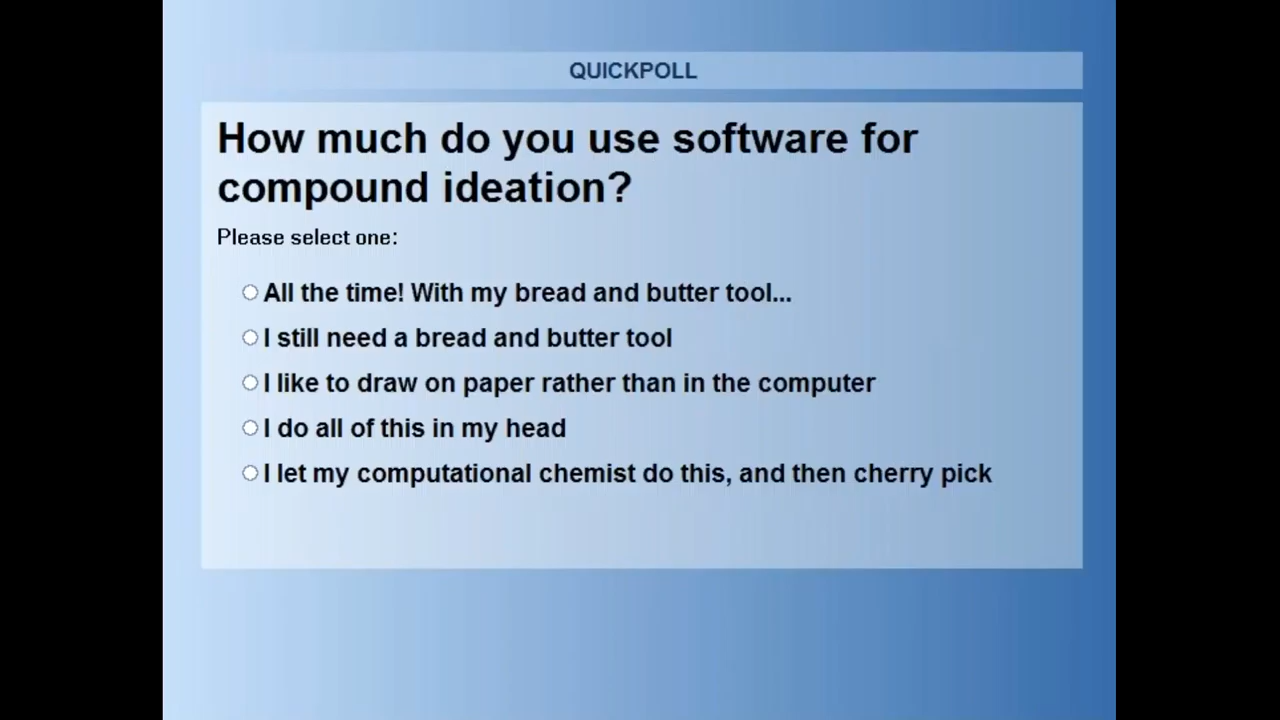 QUICKPOLL
How much do you use software for
compound ideation?
Please select one:
All the time! With my bread and butter tool...
I still need a bread and butter tool
I like to draw on paper rather than in the computer
I do all of this in my head
I let my computational chemist do this, and then cherry pick